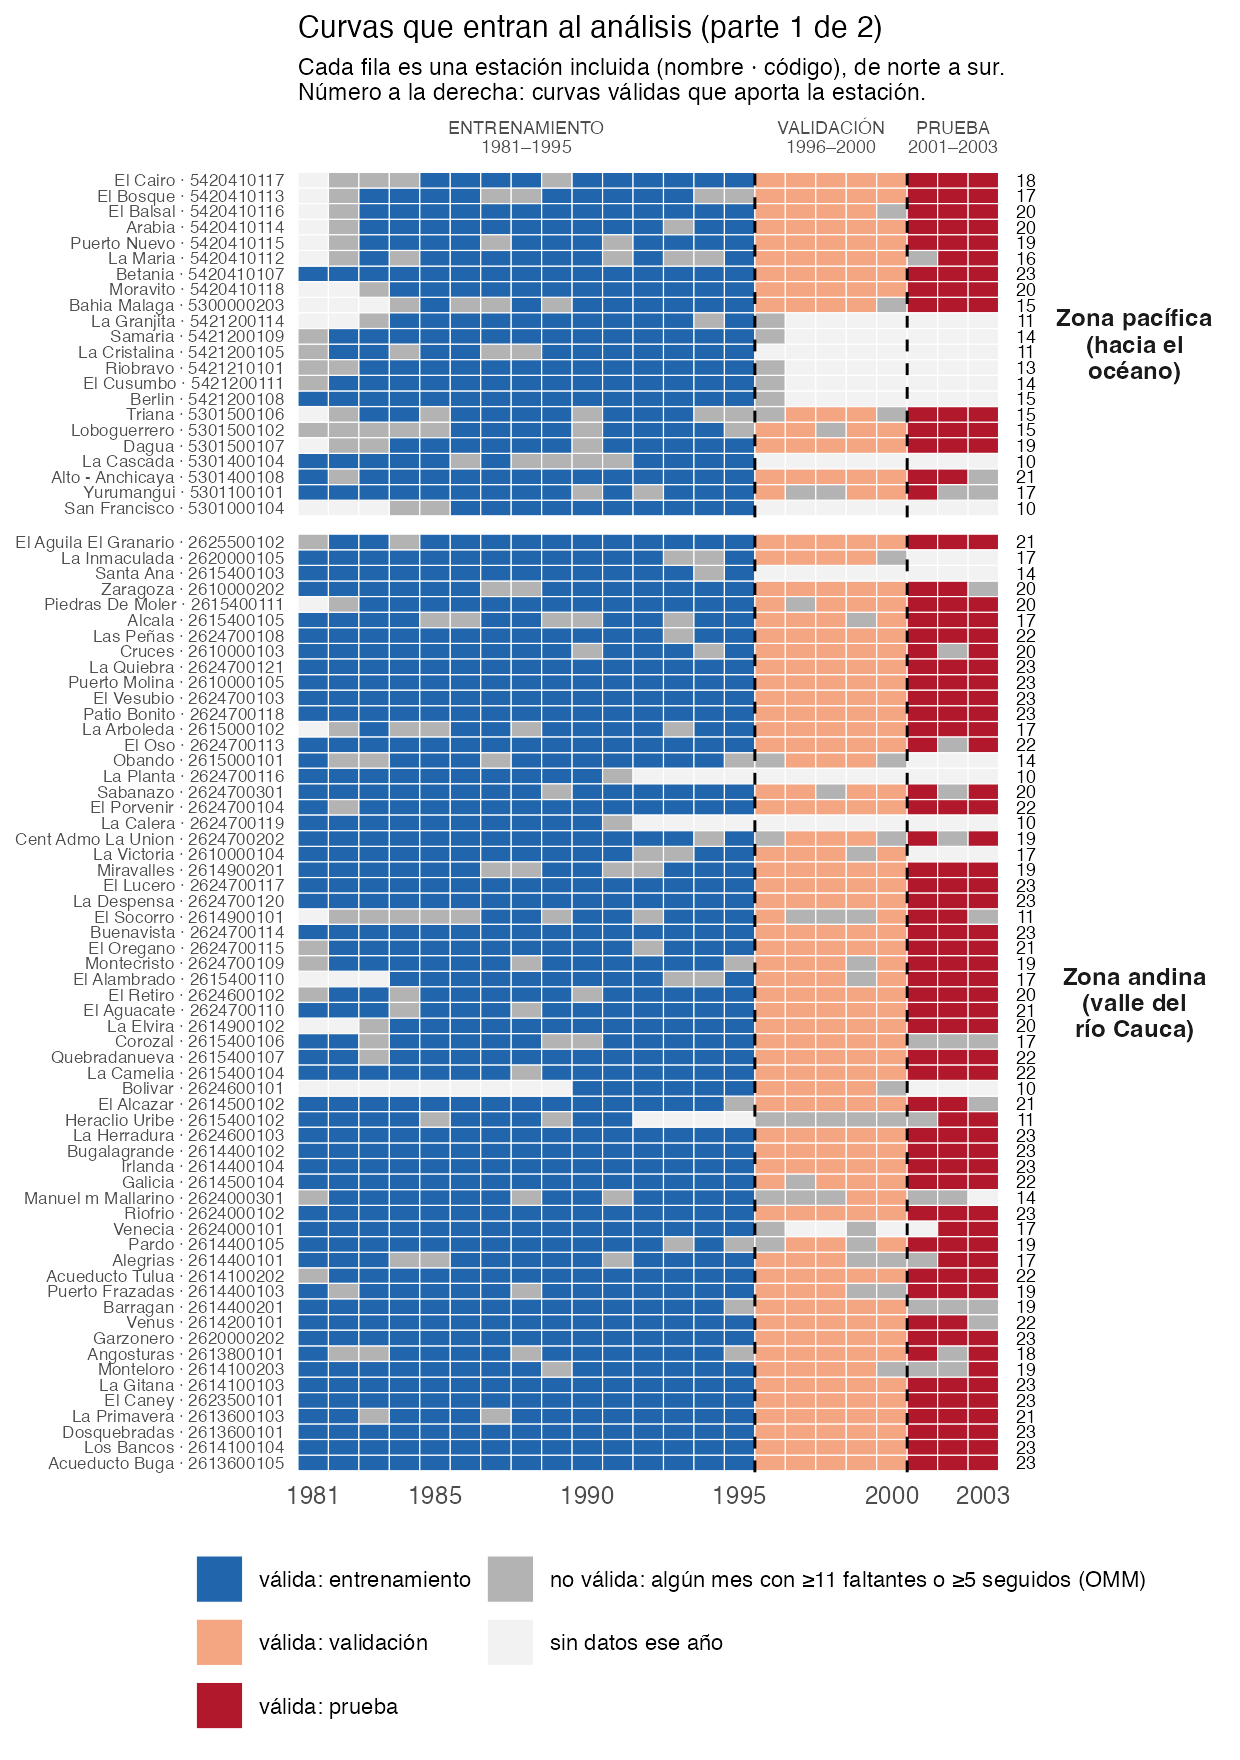 Curvas que entran al análisis (parte 1 de 2)
Cada fila es una estación incluida (nombre · código), de norte a sur.
Número a la derecha: curvas válidas que aporta la estación.
ENTRENAMIENTO
1981–1995
VALIDACIÓN
1996–2000
PRUEBA
2001–2003
El Cairo · 5420410117 18
El Bosque · 5420410113 17
El Balsal · 5420410116 20
Arabia · 5420410114 20
Puerto Nuevo · 5420410115 19
La Maria · 5420410112 16
Betania · 5420410107 23
Moravito · 5420410118 20
Bahia Malaga · 5300000203 15
La Granjita · 5421200114 11
Samaria · 5421200109 14
La Cristalina · 5421200105 11
Riobravo · 5421210101 13
El Cusumbo · 5421200111 14
Berlin · 5421200108 15
Triana · 5301500106 15
Loboguerrero · 5301500102 15
Dagua · 5301500107 19
La Cascada · 5301400104 10
Alto - Anchicaya · 5301400108 21
Yurumangui · 5301100101 17
San Francisco · 5301000104 10
Zona pacífica
(hacia el
océano)
El Aguila El Granario · 2625500102 21
La Inmaculada · 2620000105 17
Santa Ana · 2615400103 14
Zaragoza · 2610000202 20
Piedras De Moler · 2615400111 20
Alcala · 2615400105 17
Las Peñas · 2624700108 22
Cruces · 2610000103 20
La Quiebra · 2624700121 23
Puerto Molina · 2610000105 23
El Vesubio · 2624700103 23
Patio Bonito · 2624700118 23
La Arboleda · 2615000102 17
El Oso · 2624700113 22
Obando · 2615000101 14
La Planta · 2624700116 10
Sabanazo · 2624700301 20
El Porvenir · 2624700104 22
La Calera · 2624700119 10
Cent Admo La Union · 2624700202 19
La Victoria · 2610000104 17
Miravalles · 2614900201 19
El Lucero · 2624700117 23
La Despensa · 2624700120 23
El Socorro · 2614900101 11
Buenavista · 2624700114 23
El Oregano · 2624700115 21
Montecristo · 2624700109 19
El Alambrado · 2615400110 17
El Retiro · 2624600102 20
El Aguacate · 2624700110 21
La Elvira · 2614900102 20
Corozal · 2615400106 17
Quebradanueva · 2615400107 22
La Camelia · 2615400104 22
Bolivar · 2624600101 10
El Alcazar · 2614500102 21
Heraclio Uribe · 2615400102 11
La Herradura · 2624600103 23
Bugalagrande · 2614400102 23
Irlanda · 2614400104 23
Galicia · 2614500104 22
Manuel m Mallarino · 2624000301 14
Riofrio · 2624000102 23
Venecia · 2624000101 17
Pardo · 2614400105 19
Alegrias · 2614400101 17
Acueducto Tulua · 2614100202 22
Puerto Frazadas · 2614400103 19
Barragan · 2614400201 19
Venus · 2614200101 22
Garzonero · 2620000202 23
Angosturas · 2613800101 18
Monteloro · 2614100203 19
La Gitana · 2614100103 23
El Caney · 2623500101 23
La Primavera · 2613600103 21
Dosquebradas · 2613600101 23
Los Bancos · 2614100104 23
Acueducto Buga · 2613600105 23
Zona andina
(valle del
río Cauca)
1981 1985 1990 1995 2000 2003
válida: entrenamiento
válida: validación
válida: prueba
no válida: algún mes con ≥11 faltantes o ≥5 seguidos (OMM)
sin datos ese año